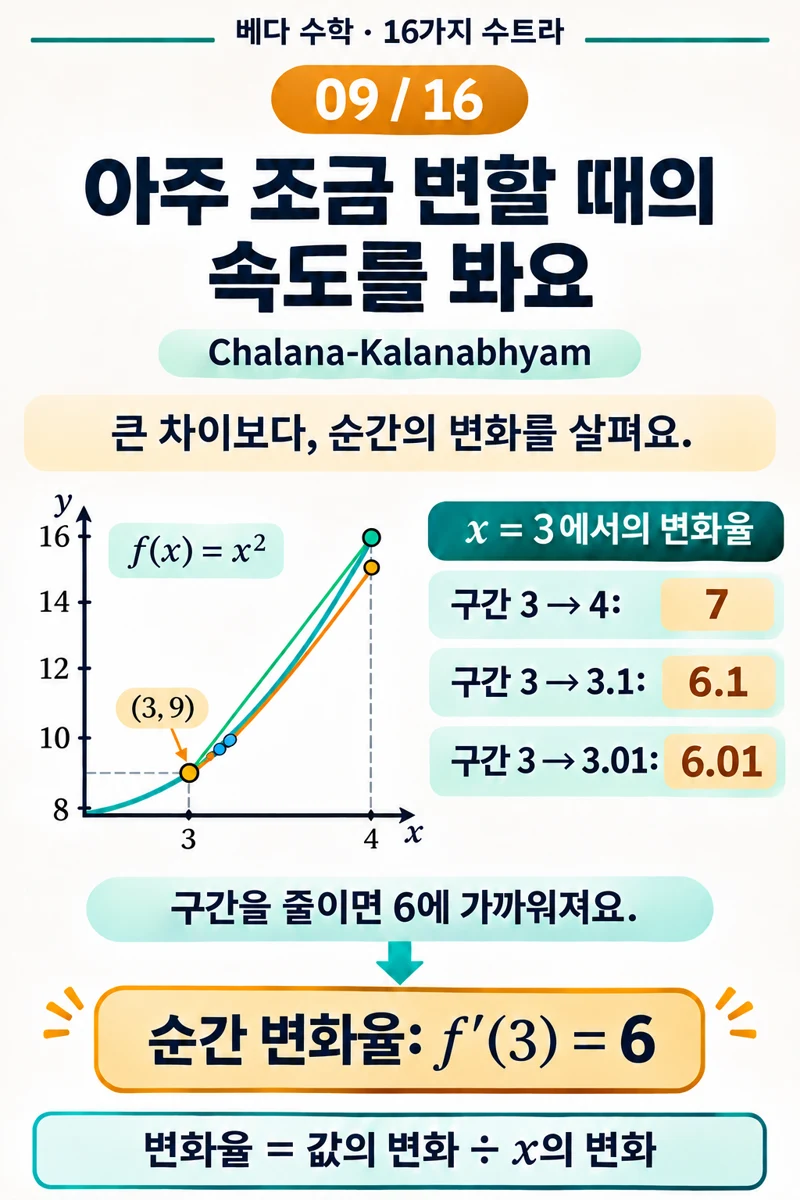 베다 수학 · 16가지 수트라
09 / 16
아주 조금 변할 때의
속도를 봐요
Chalana-Kalanabhyam
큰 차이보다, 순간의 변화를 살펴요.
y
16
14
12
10
8
f(x) = x²
(3, 9)
3
4
x
x = 3에서의 변화율
구간 3 → 4: 7
구간 3 → 3.1: 6.1
구간 3 → 3.01: 6.01
구간을 줄이면 6에 가까워져요.
순간 변화율: f′(3) = 6
변화율 = 값의 변화 ÷ x의 변화